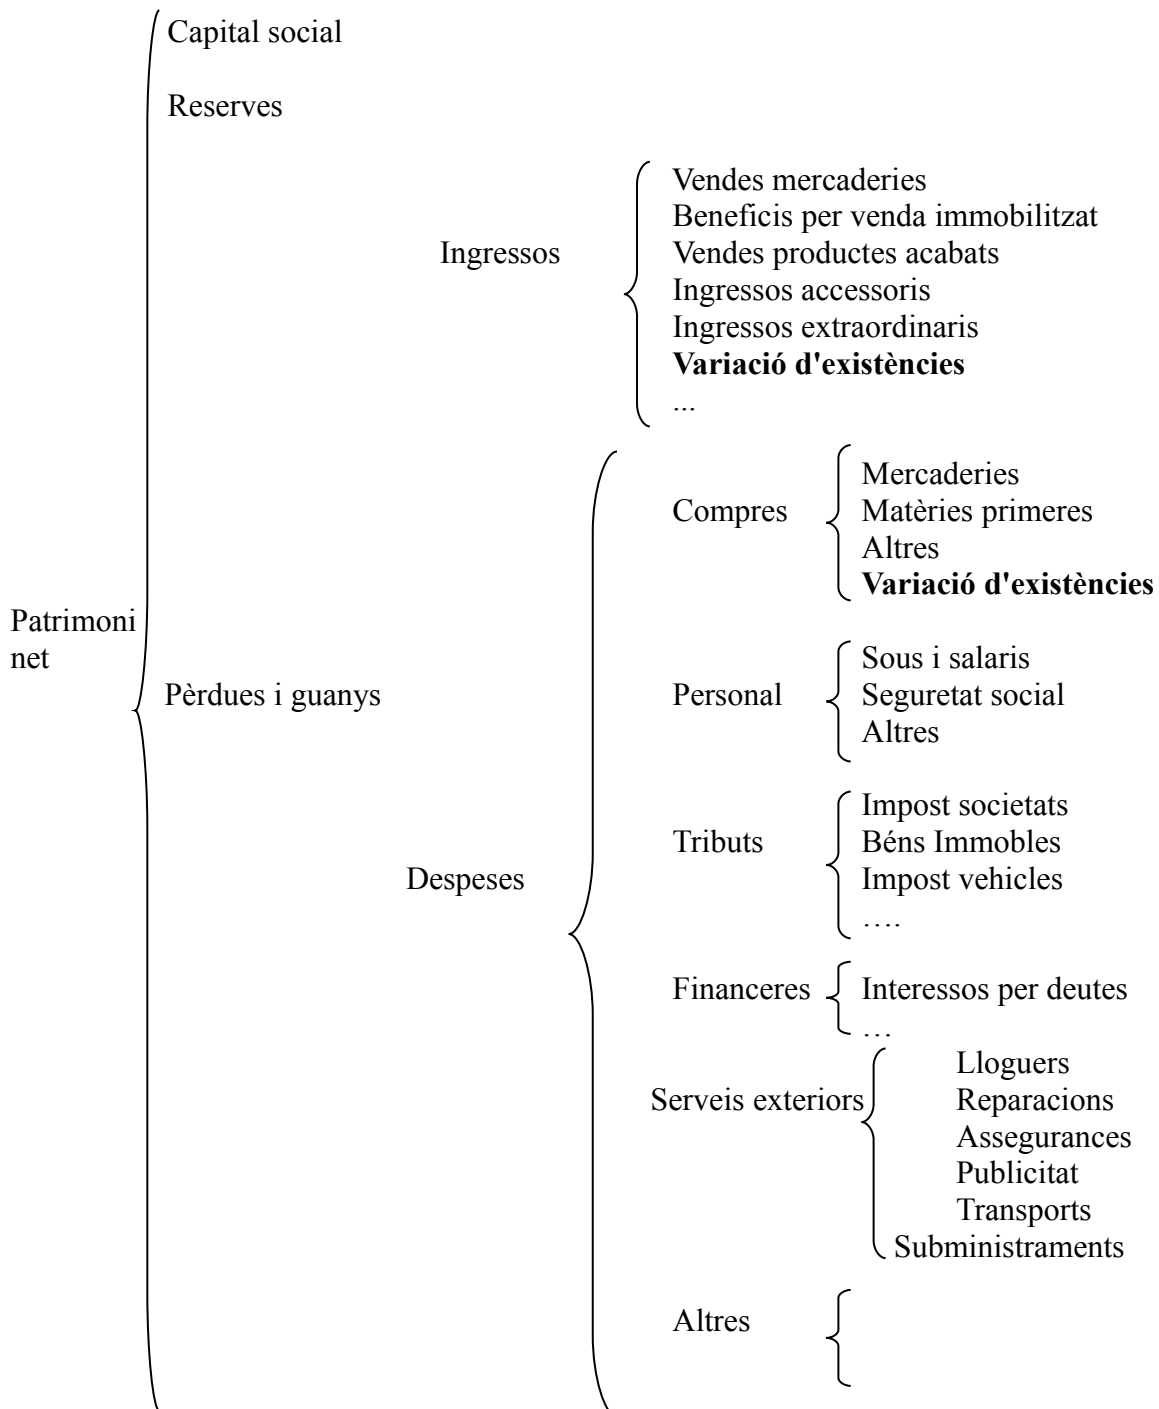 Capital social
Reserves
Ingressos
Vendes mercaderies
Beneficis per venda immobilitzat
Vendes productes acabats
Ingressos accessoris
Ingressos extraordinaris
Variació d'existències
...
Compres
Mercaderies
Matèries primeres
Altres
Variació d'existències
Patrimoni
net
Pèrdues i guanys
Personal
Sous i salaris
Seguretat social
Altres
Despeses
Tributs
Impost societats
Béns Immobles
Impost vehicles
….
Financeres
Interessos per deutes
…
Serveis exteriors
Lloguers
Reparacions
Assegurances
Publicitat
Transports
Subministraments
Altres